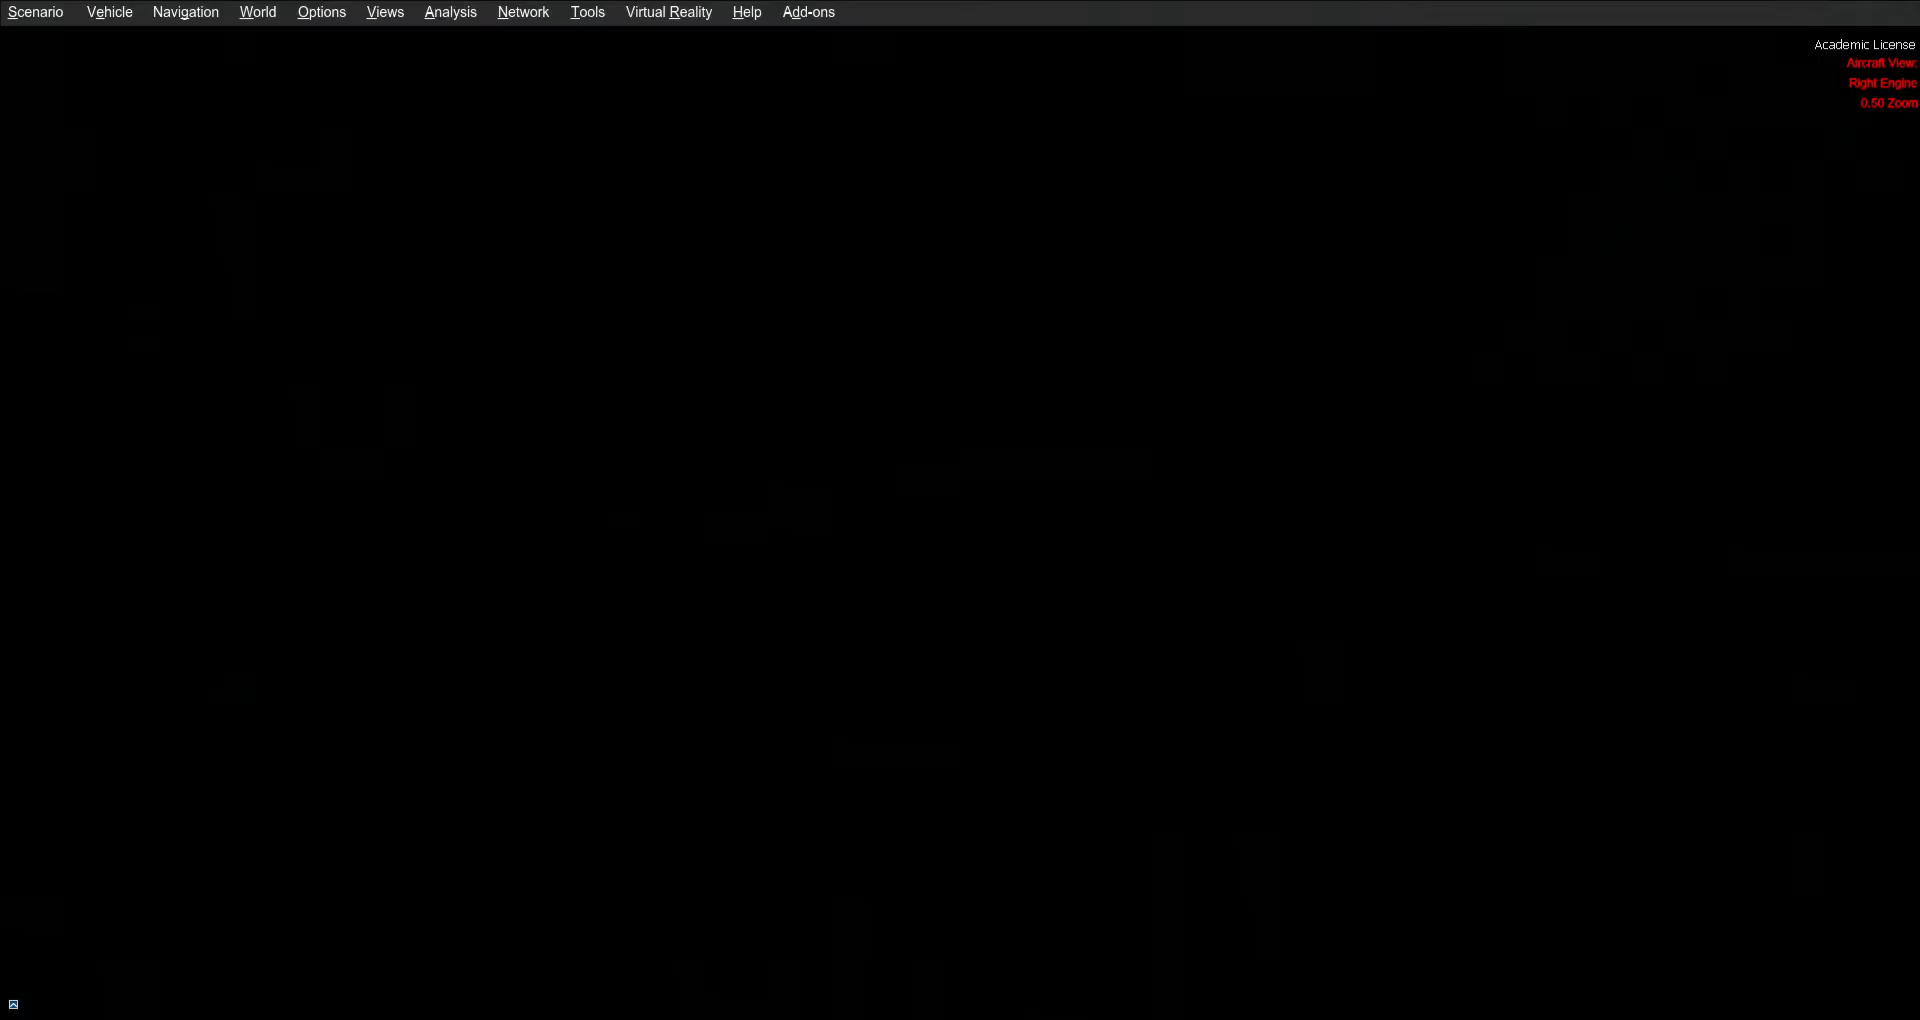 Scenario Vehicle Navigation World Options Views Analysis Network Tools Virtual Reality Help Add-ons
Academic License
Aircraft View:
Right Engine
0.50 Zoom